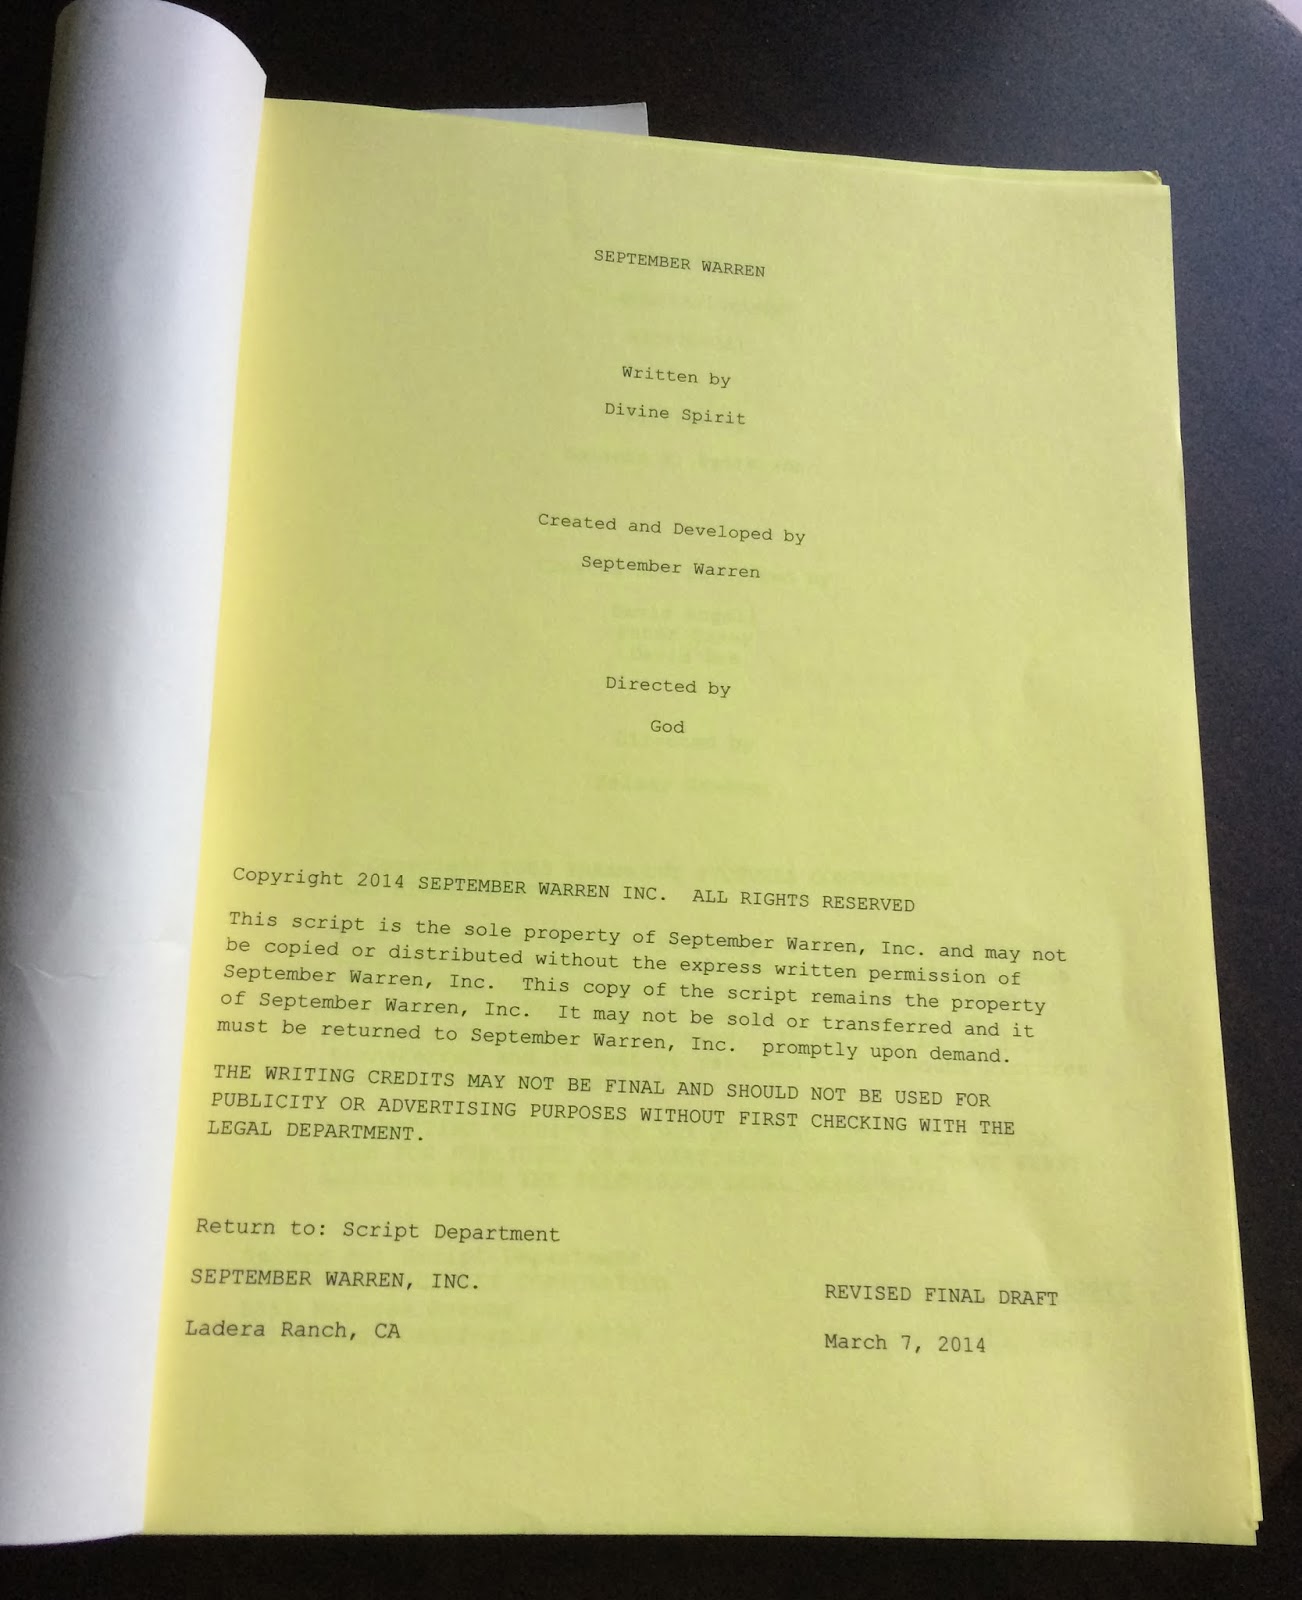 SEPTEMBER WARREN
Written by
Divine Spirit
Created and Developed by
September Warren
Directed by
God
Copyright 2014 SEPTEMBER WARREN INC.  ALL RIGHTS RESERVED
This script is the sole property of September Warren, Inc. and may not
be copied or distributed without the express written permission of
September Warren, Inc.  This copy of the script remains the property
of September Warren, Inc.  It may not be sold or transferred and it
must be returned to September Warren, Inc.  promptly upon demand.
THE WRITING CREDITS MAY NOT BE FINAL AND SHOULD NOT BE USED FOR
PUBLICITY OR ADVERTISING PURPOSES WITHOUT FIRST CHECKING WITH THE
LEGAL DEPARTMENT.
Return to: Script Department
SEPTEMBER WARREN, INC.
Ladera Ranch, CA
REVISED FINAL DRAFT
March 7, 2014